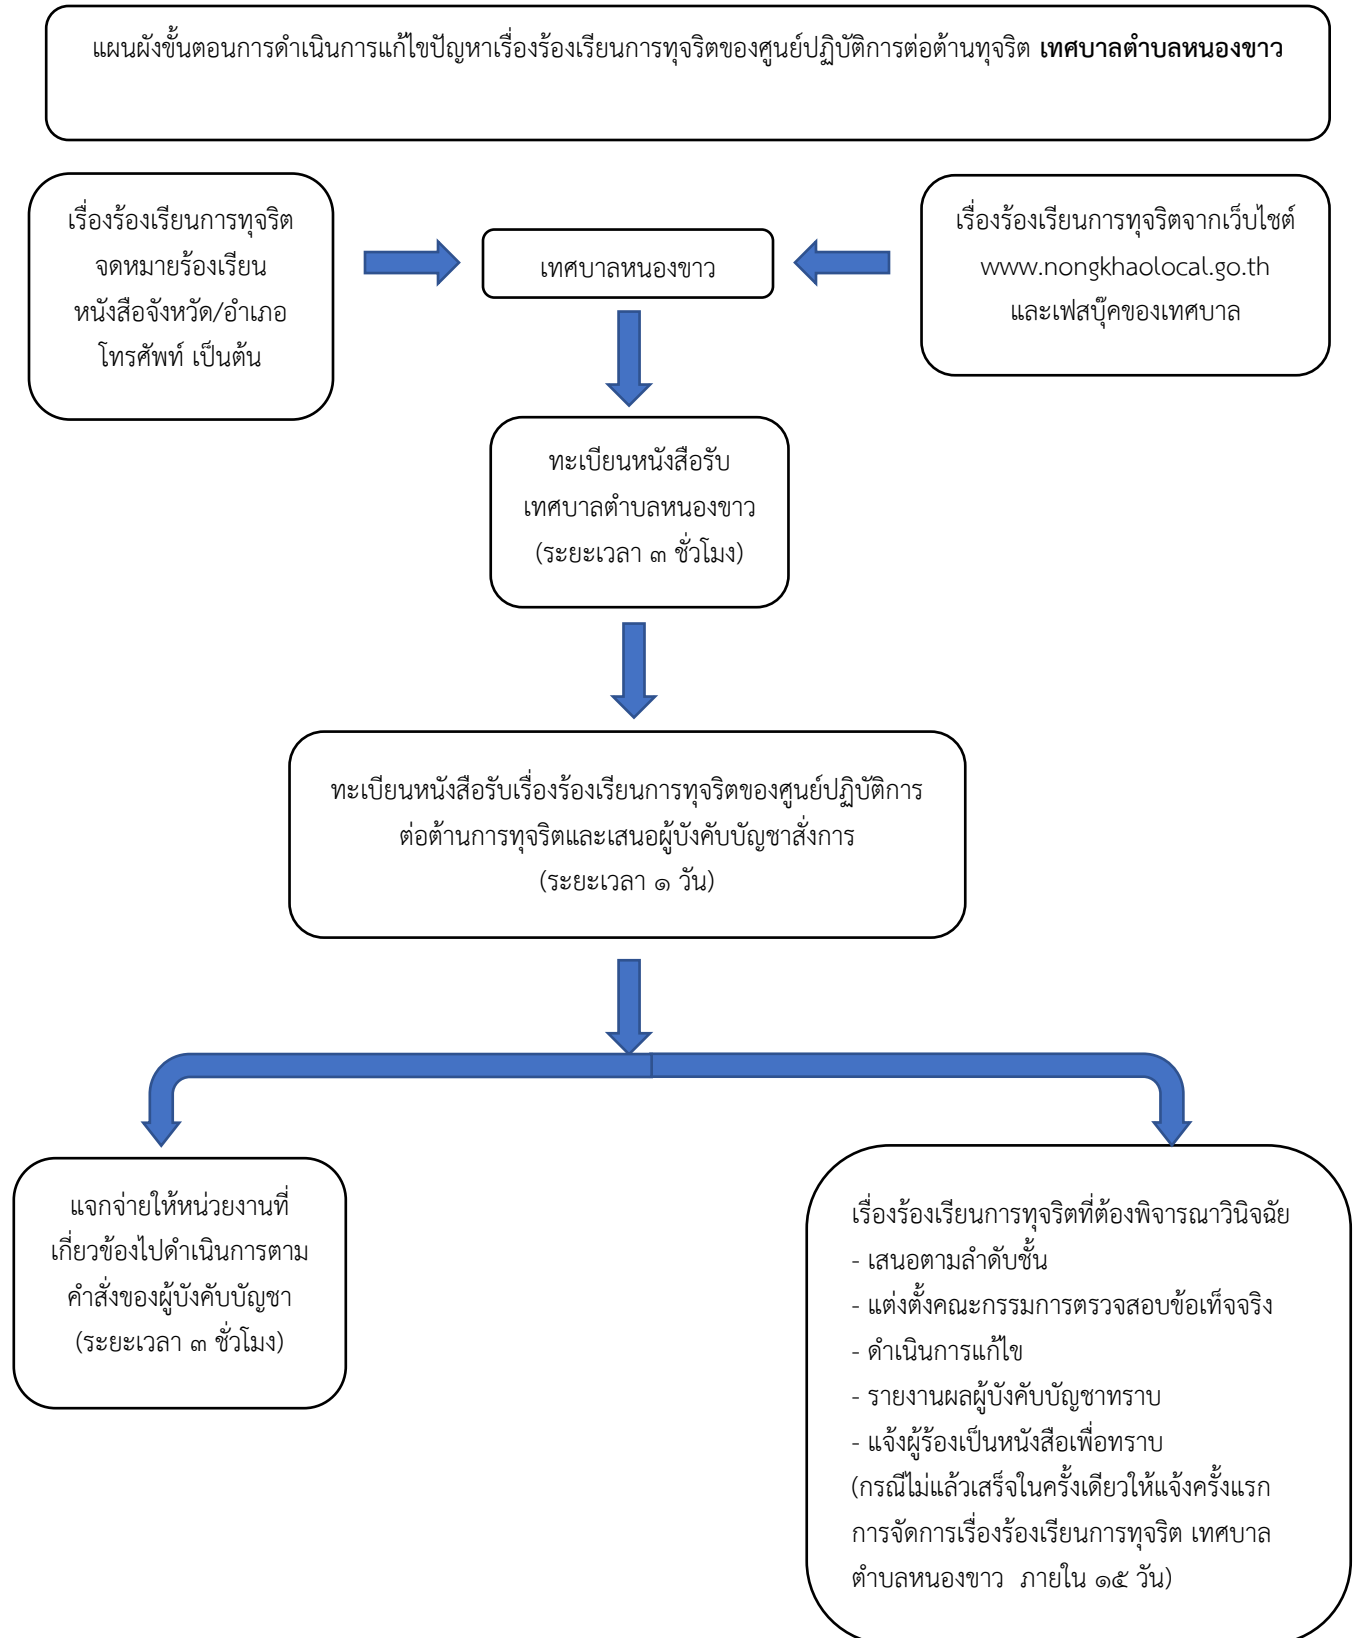 แผนผังขั้นตอนการดำเนินการแก้ไขปัญหาเรื่องร้องเรียนการทุจริตของศูนย์ปฏิบัติการต่อต้านทุจริต เทศบาลตำบลหนองขาว
เรื่องร้องเรียนการทุจริต
จดหมายร้องเรียน
หนังสือจังหวัด/อำเภอ
โทรศัพท์ เป็นต้น
เทศบาลหนองขาว
เรื่องร้องเรียนการทุจริตจากเว็บไชต์
www.nongkhaolocal.go.th
และเฟสบุ๊คของเทศบาล
ทะเบียนหนังสือรับ
เทศบาลตำบลหนองขาว
(ระยะเวลา ๓ ชั่วโมง)
ทะเบียนหนังสือรับเรื่องร้องเรียนการทุจริตของศูนย์ปฏิบัติการ
ต่อต้านการทุจริตและเสนอผู้บังคับบัญชาสั่งการ
(ระยะเวลา ๑ วัน)
แจกจ่ายให้หน่วยงานที่
เกี่ยวข้องไปดำเนินการตาม
คำสั่งของผู้บังคับบัญชา
(ระยะเวลา ๓ ชั่วโมง)
เรื่องร้องเรียนการทุจริตที่ต้องพิจารณาวินิจฉัย
- เสนอตามลำดับชั้น
- แต่งตั้งคณะกรรมการตรวจสอบข้อเท็จจริง
- ดำเนินการแก้ไข
- รายงานผลผู้บังคับบัญชาทราบ
- แจ้งผู้ร้องเป็นหนังสือเพื่อทราบ
(กรณีไม่แล้วเสร็จในครั้งเดียวให้แจ้งครั้งแรก
การจัดการเรื่องร้องเรียนการทุจริต เทศบาล
ตำบลหนองขาว ภายใน ๑๕ วัน)